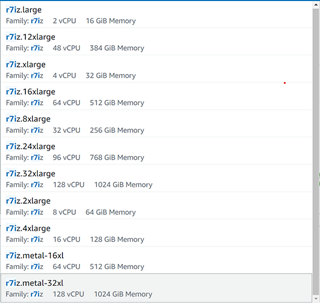 r7iz.large
Family: r7iz 2 vCPU 16 GiB Memory
r7iz.12xlarge
Family: r7iz 48 vCPU 384 GiB Memory
r7iz.xlarge
Family: r7iz 4 vCPU 32 GiB Memory
r7iz.16xlarge
Family: r7iz 64 vCPU 512 GiB Memory
r7iz.8xlarge
Family: r7iz 32 vCPU 256 GiB Memory
r7iz.24xlarge
Family: r7iz 96 vCPU 768 GiB Memory
r7iz.32xlarge
Family: r7iz 128 vCPU 1024 GiB Memory
r7iz.2xlarge
Family: r7iz 8 vCPU 64 GiB Memory
r7iz.4xlarge
Family: r7iz 16 vCPU 128 GiB Memory
r7iz.metal-16xl
Family: r7iz 64 vCPU 512 GiB Memory
r7iz.metal-32xl
Family: r7iz 128 vCPU 1024 GiB Memory